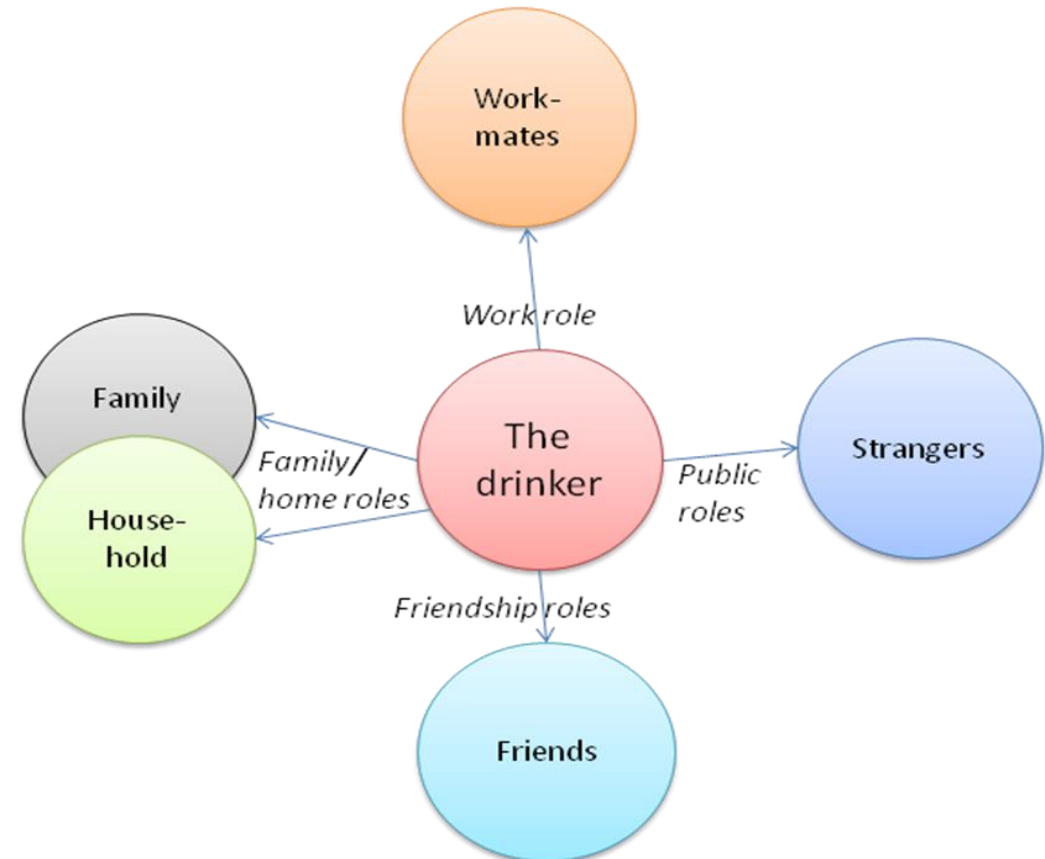 Work-
mates
Work role
Family
Family/
home roles
House-
hold
The
drinker
Public
roles
Strangers
Friendship roles
Friends